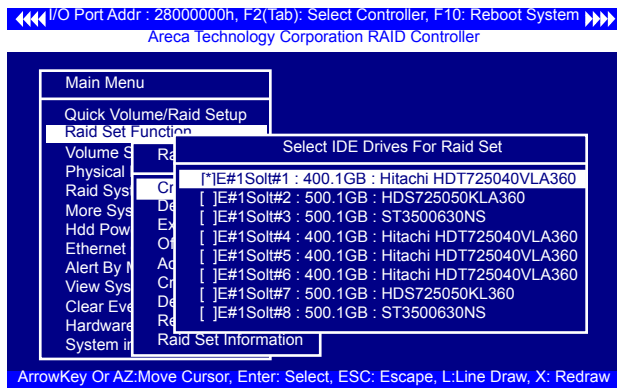 I/O Port Addr : 28000000h, F2(Tab): Select Controller, F10: Reboot System
Areca Technology Corporation RAID Controller
Main Menu
Quick Volume/Raid Setup
Raid Set Function
Volume S
Physical
Raid Sys
More Sys
Hdd Pow
Ethernet
Alert By
View Sys
Clear Eve
Hardware
System in
Ra
Cr
De
Ex
Of
Ac
Cr
De
Re
Raid Set Information
Select IDE Drives For Raid Set
[*]E#1Solt#1 : 400.1GB : Hitachi HDT725040VLA360
[ ]E#1Solt#2 : 500.1GB : HDS725050KLA360
[ ]E#1Solt#3 : 500.1GB : ST3500630NS
[ ]E#1Solt#4 : 400.1GB : Hitachi HDT725040VLA360
[ ]E#1Solt#5 : 400.1GB : Hitachi HDT725040VLA360
[ ]E#1Solt#6 : 400.1GB : Hitachi HDT725040VLA360
[ ]E#1Solt#7 : 500.1GB : HDS725050KL360
[ ]E#1Solt#8 : 500.1GB : ST3500630NS
ArrowKey Or AZ:Move Cursor, Enter: Select, ESC: Escape, L:Line Draw, X: Redraw